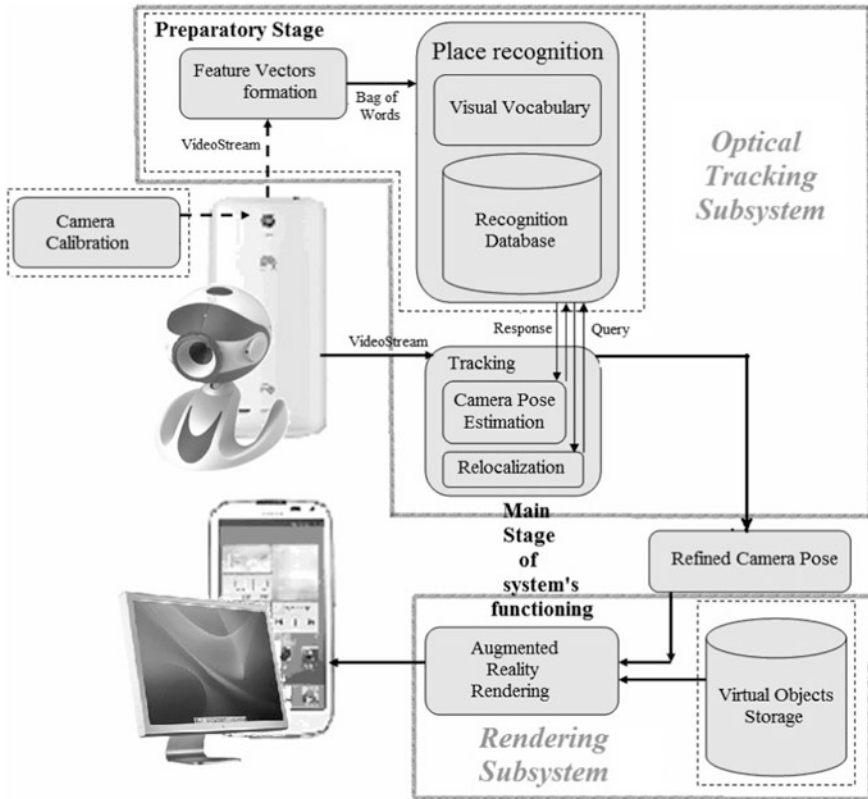 Preparatory Stage
Feature Vectors
formation
Bag of
Words
Place recognition
Visual Vocabulary
Recognition
Database
VideoStream
Camera
Calibration
Optical
Tracking
Subsystem
Response
Query
VideoStream
Tracking
Camera Pose
Estimation
Relocalization
Main
Stage
of
system's
functioning
Refined Camera Pose
Augmented
Reality
Rendering
Virtual Objects
Storage
Rendering
Subsystem